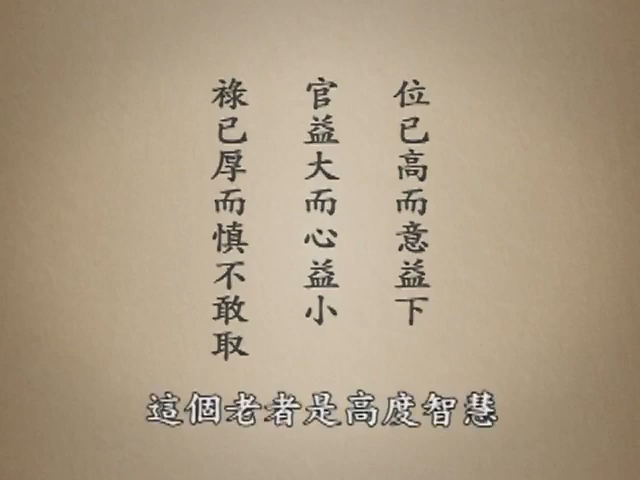 位已高而意益下
官益大而心益小
祿已厚而慎不敢取
這個老者是高度智慧